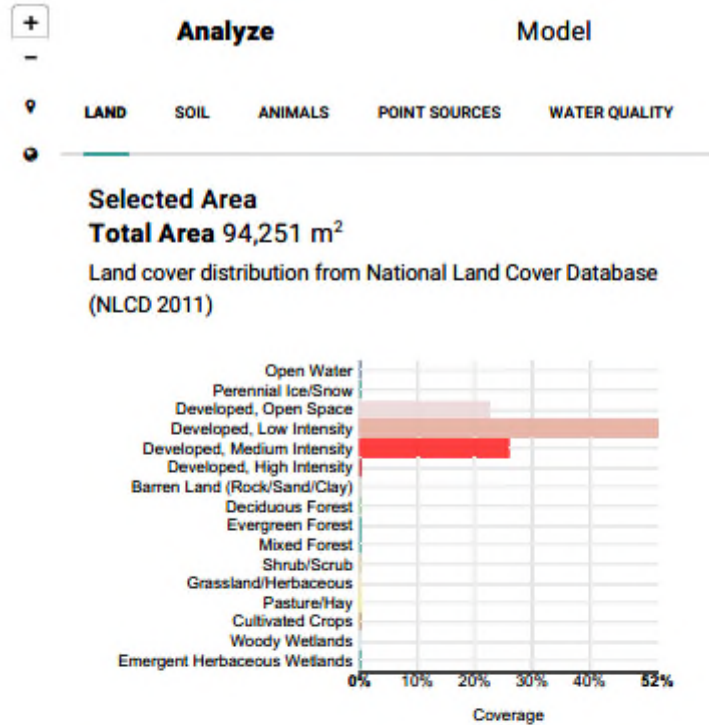 +
Analyze Model
−
LAND SOIL ANIMALS POINT SOURCES WATER QUALITY
Selected Area
Total Area 94,251 m²
Land cover distribution from National Land Cover Database
(NLCD 2011)
Open Water
Perennial Ice/Snow
Developed, Open Space
Developed, Low Intensity
Developed, Medium Intensity
Developed, High Intensity
Barren Land (Rock/Sand/Clay)
Deciduous Forest
Evergreen Forest
Mixed Forest
Shrub/Scrub
Grassland/Herbaceous
Pasture/Hay
Cultivated Crops
Woody Wetlands
Emergent Herbaceous Wetlands
0% 10% 20% 30% 40% 52%
Coverage